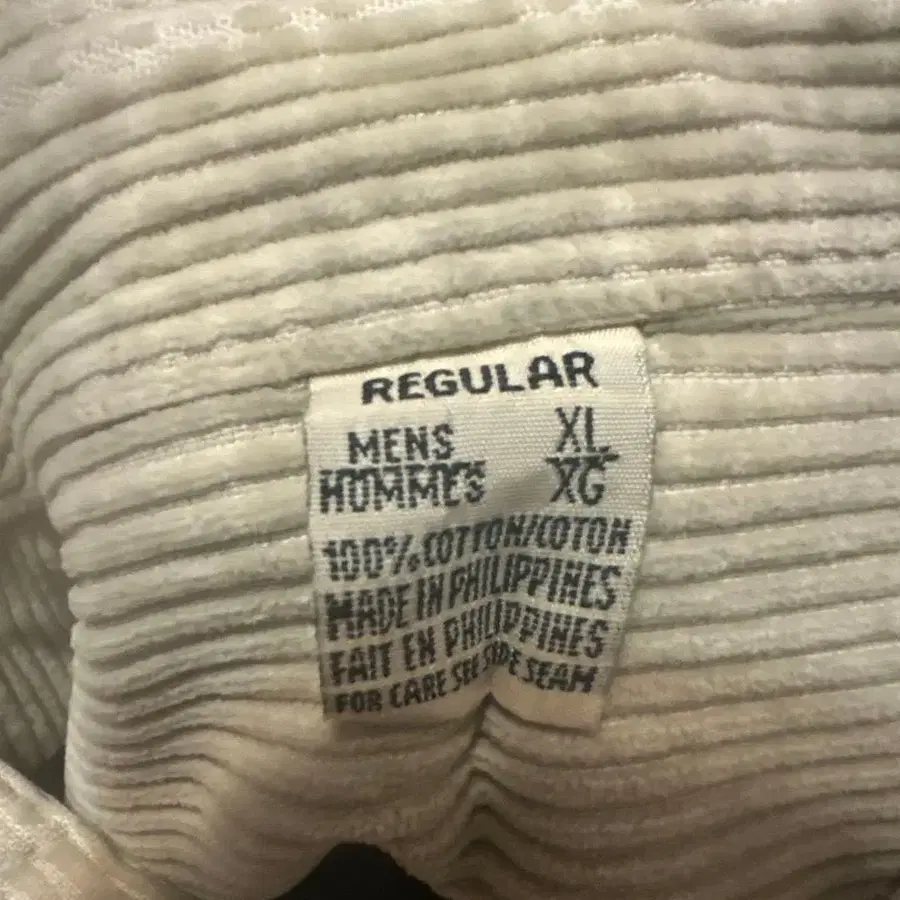 REGULAR
MENS XL
HOMMES XG
100% COTTON/COTON
MADE IN PHILIPPINES
FAIT EN PHILIPPINES
FOR CARE SEE SIDE SEAM